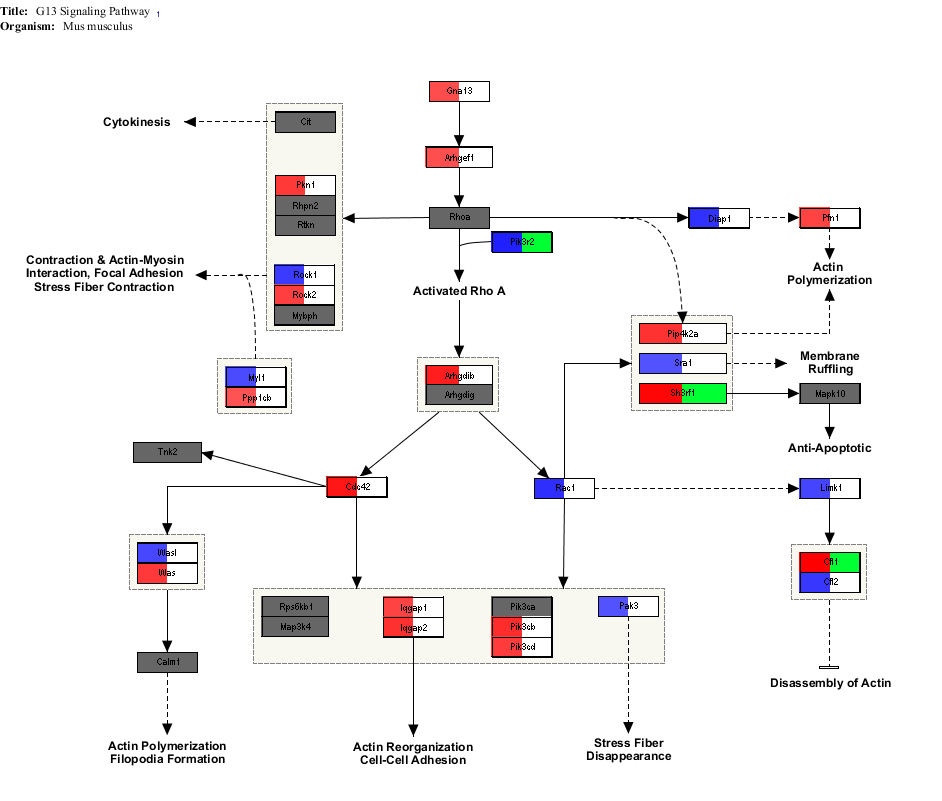 Title: G13 Signaling Pathway 1
Organism: Mus musculus
Gna13
Cytokinesis
Cit
Arhgef1
Pkn1
Rhpn2
Rtkn
Rhoa
Diap1
Pfn1
Pik3r2
Contraction & Actin-Myosin
Interaction, Focal Adhesion
Stress Fiber Contraction
Rock1
Rock2
Mybph
Activated Rho A
Actin
Polymerization
Pip4k2a
Sra1
Sh3rf1
Membrane
Ruffling
Mapk10
Anti-Apoptotic
Myl1
Ppp1cb
Arhgdib
Arhgdig
Tnk2
Cdc42
Rac1
Limk1
Wasl
Was
Cfl1
Cfl2
Rps6kb1
Map3k4
Iqgap1
Iqgap2
Pik3ca
Pik3cb
Pik3cd
Pak3
Calm1
Disassembly of Actin
Actin Polymerization
Filopodia Formation
Actin Reorganization
Cell-Cell Adhesion
Stress Fiber
Disappearance